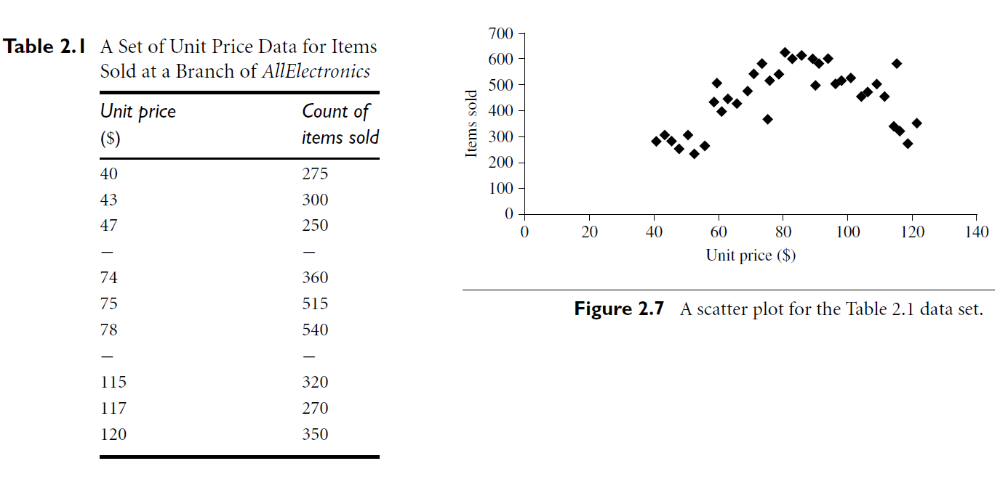 Table 2.1 A Set of Unit Price Data for Items
Sold at a Branch of AllElectronics
Unit price Count of
($) items sold
40 275
43 300
47 250
— —
74 360
75 515
78 540
— —
115 320
117 270
120 350
700
600
500
400
300
200
100
0
Items sold
0 20 40 60 80 100 120 140
Unit price ($)
Figure 2.7 A scatter plot for the Table 2.1 data set.